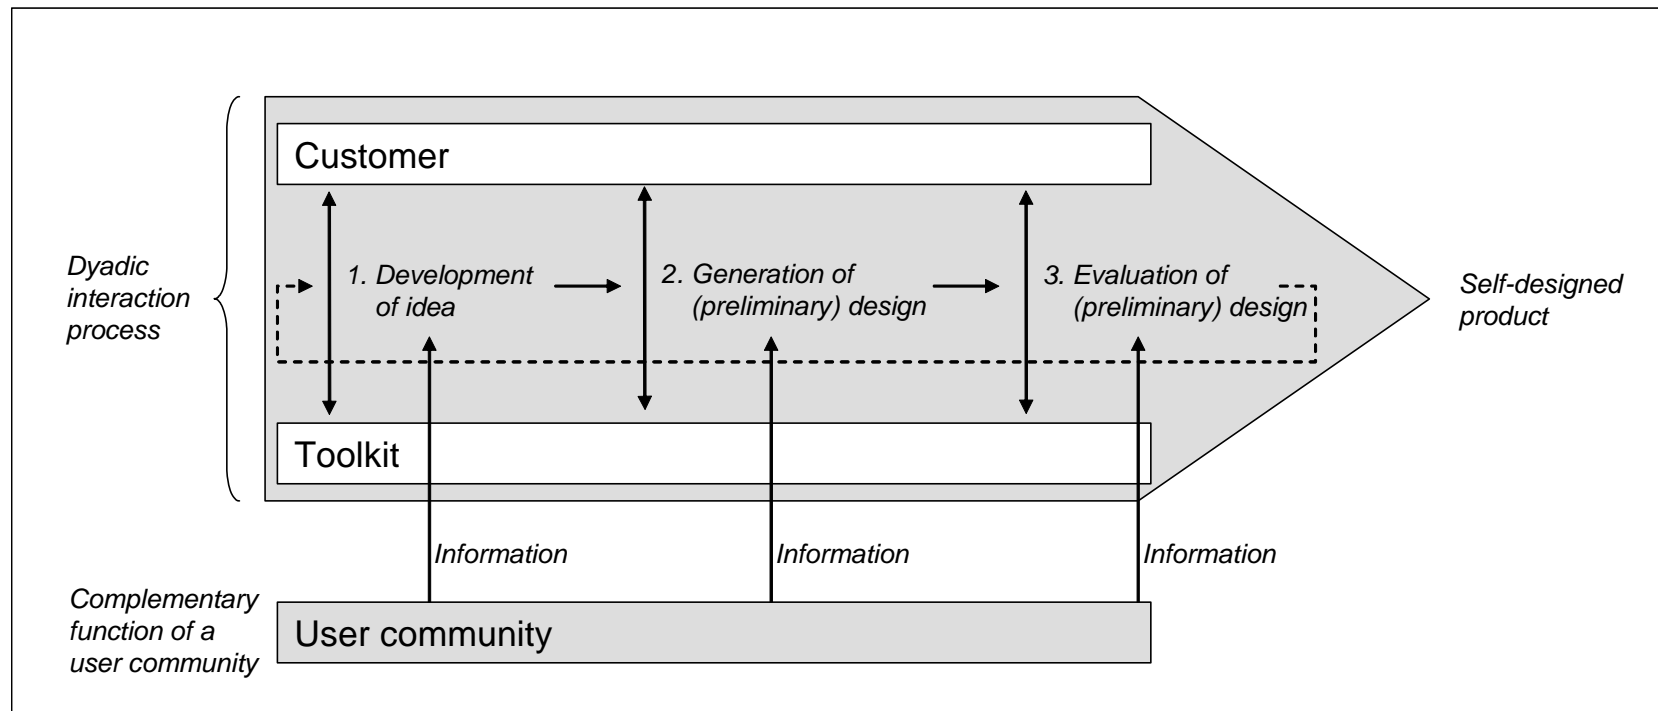 Customer
Dyadic
interaction
process
1. Development
of idea
2. Generation of
(preliminary) design
3. Evaluation of
(preliminary) design
Self-designed
product
Toolkit
Information
Information
Information
Complementary
function of a
user community
User community